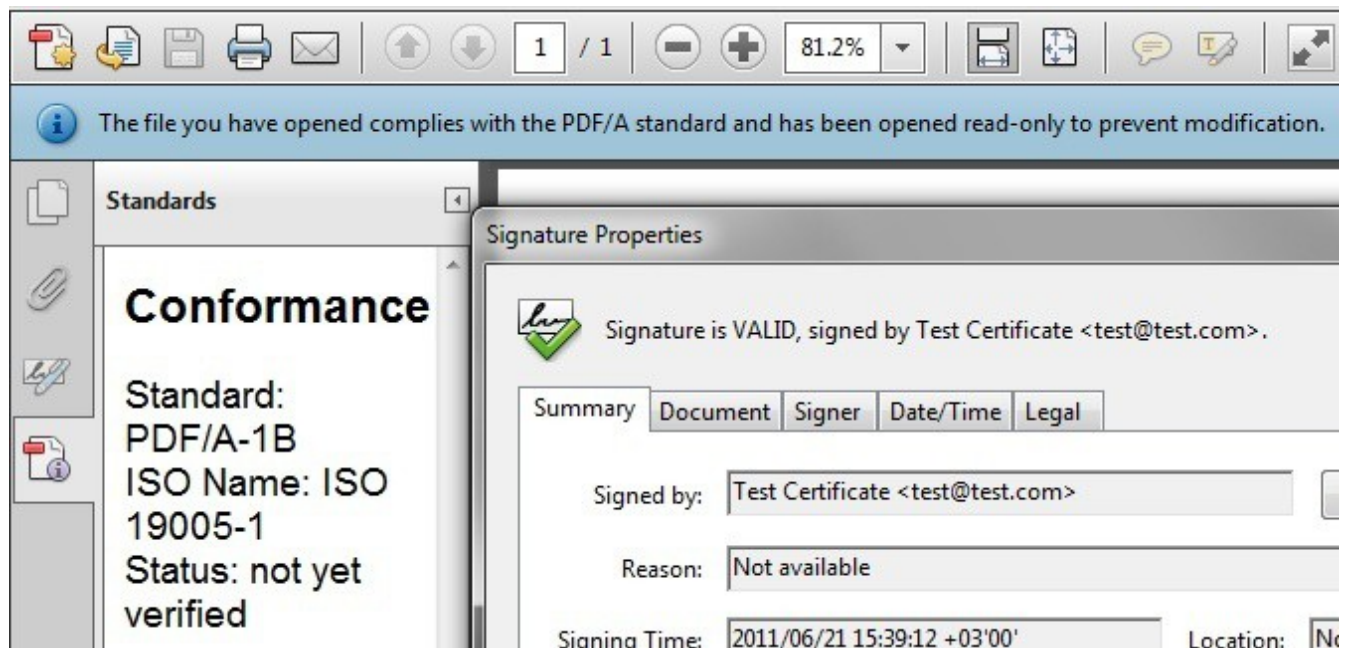 1 / 1 81.2%
The file you have opened complies with the PDF/A standard and has been opened read-only to prevent modification.
Standards
Conformance
Standard:
PDF/A-1B
ISO Name: ISO
19005-1
Status: not yet
verified
Signature Properties
Signature is VALID, signed by Test Certificate <test@test.com>.
Summary Document Signer Date/Time Legal
Signed by: Test Certificate <test@test.com>
Reason: Not available
Signing Time: 2011/06/21 15:39:12 +03'00' Location: